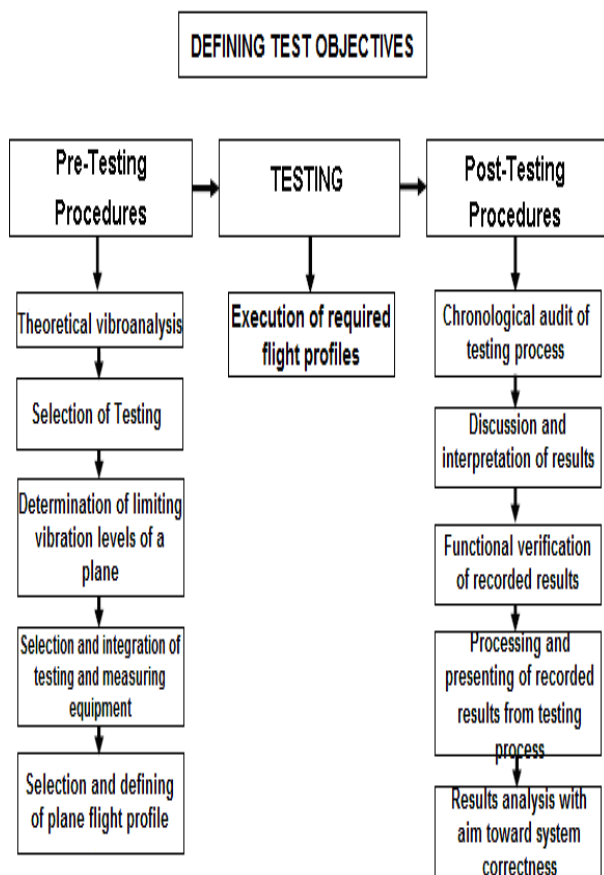 DEFINING TEST OBJECTIVES
Pre-Testing
Procedures
TESTING
Post-Testing
Procedures
Theoretical vibroanalysis
Selection of Testing
Determination of limiting
vibration levels of a
plane
Selection and integration of
testing and measuring
equipment
Selection and defining
of plane flight profile
Execution of required
flight profiles
Chronological audit of
testing process
Discussion and
interpretation of results
Functional verification
of recorded results
Processing and
presenting of recorded
results from testing
process
Results analysis with
aim toward system
correctness